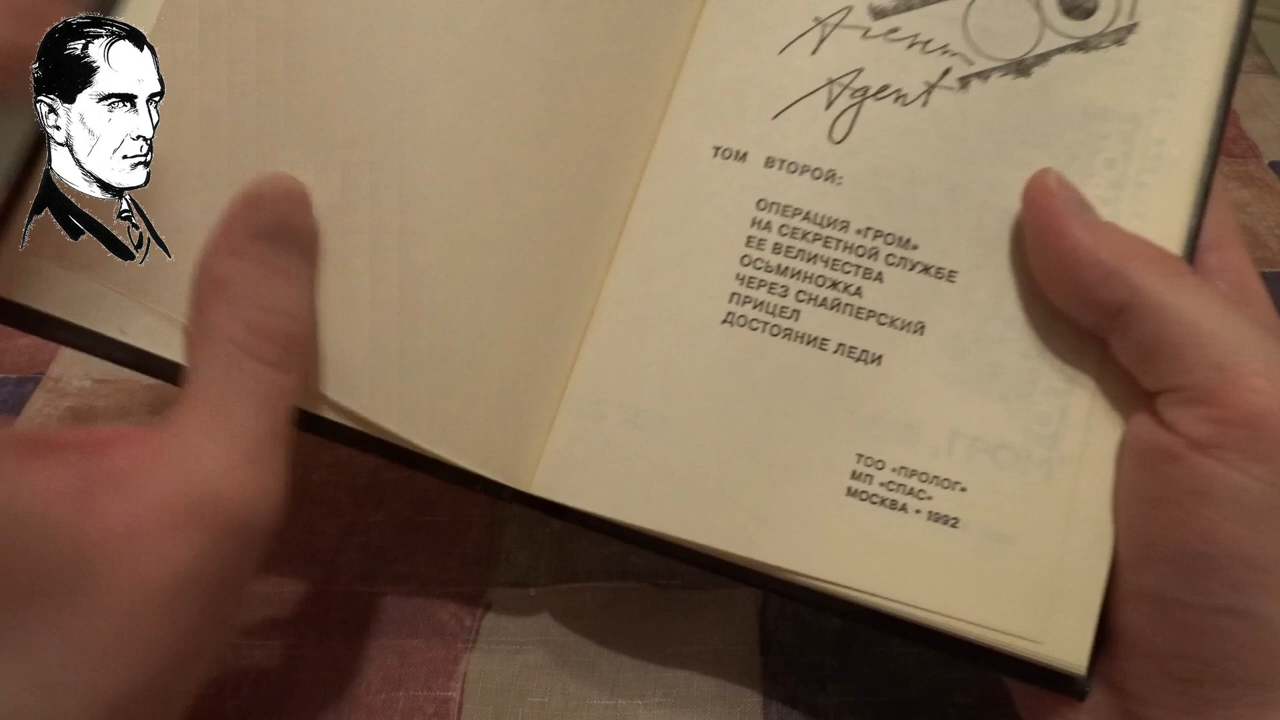 Агент
Agent
ТОМ ВТОРОЙ:
ОПЕРАЦИЯ «ГРОМ»
НА СЕКРЕТНОЙ СЛУЖБЕ
ЕЕ ВЕЛИЧЕСТВА
ОСЬМИНОЖКА
ЧЕРЕЗ СНАЙПЕРСКИЙ
ПРИЦЕЛ
ДОСТОЯНИЕ ЛЕДИ
ТОО «ПРОЛОГ»
МП «СПАС»
МОСКВА • 1992